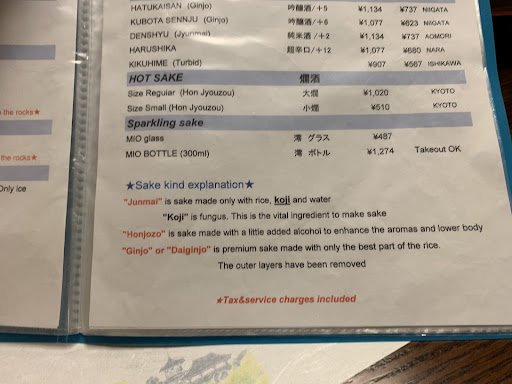 HATUKAISAN (Ginjo) 吟醸酒/+5 ¥1,134 ¥737 NIIGATA
KUBOTA SENNJU (Ginjo) 吟醸酒/+6 ¥1,077 ¥623 NIIGATA
DENSHYU (Jyunmai) 純米酒/+2 ¥1,134 ¥737 AOMORI
HARUSHIKA 超辛口/+12 ¥1,077 ¥680 NARA
KIKUHIME (Turbid) ¥907 ¥567 ISHIKAWA
HOT SAKE 燗酒
Size Regular (Hon Jyouzou) 大燗 ¥1,020 KYOTO
Size Small (Hon Jyouzou) 小燗 ¥510 KYOTO
Sparkling sake
MIO glass 澪 グラス ¥487
MIO BOTTLE (300ml) 澪 ボトル ¥1,274 Takeout OK
★Sake kind explanation★
"Junmai" is sake made only with rice, koji and water
"Koji" is fungus. This is the vital ingredient to make sake
"Honjozo" is sake made with a little added alcohol to enhance the aromas and lower body
"Ginjo" or "Daiginjo" is premium sake made with only the best part of the rice.
The outer layers have been removed
★Tax&service charges included
the rocks★
the rocks★
Only ice